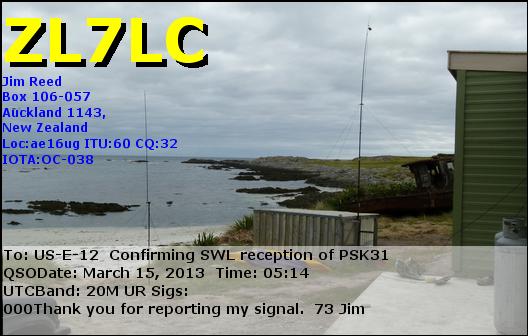 ZL7LC
Jim Reed
Box 106-057
Auckland 1143,
New Zealand
Loc:ae16ug ITU:60 CQ:32
IOTA:OC-038
To: US-E-12  Confirming SWL reception of PSK31
QSODate: March 15, 2013  Time: 05:14
UTCBand: 20M UR Sigs:
000Thank you for reporting my signal.  73 Jim